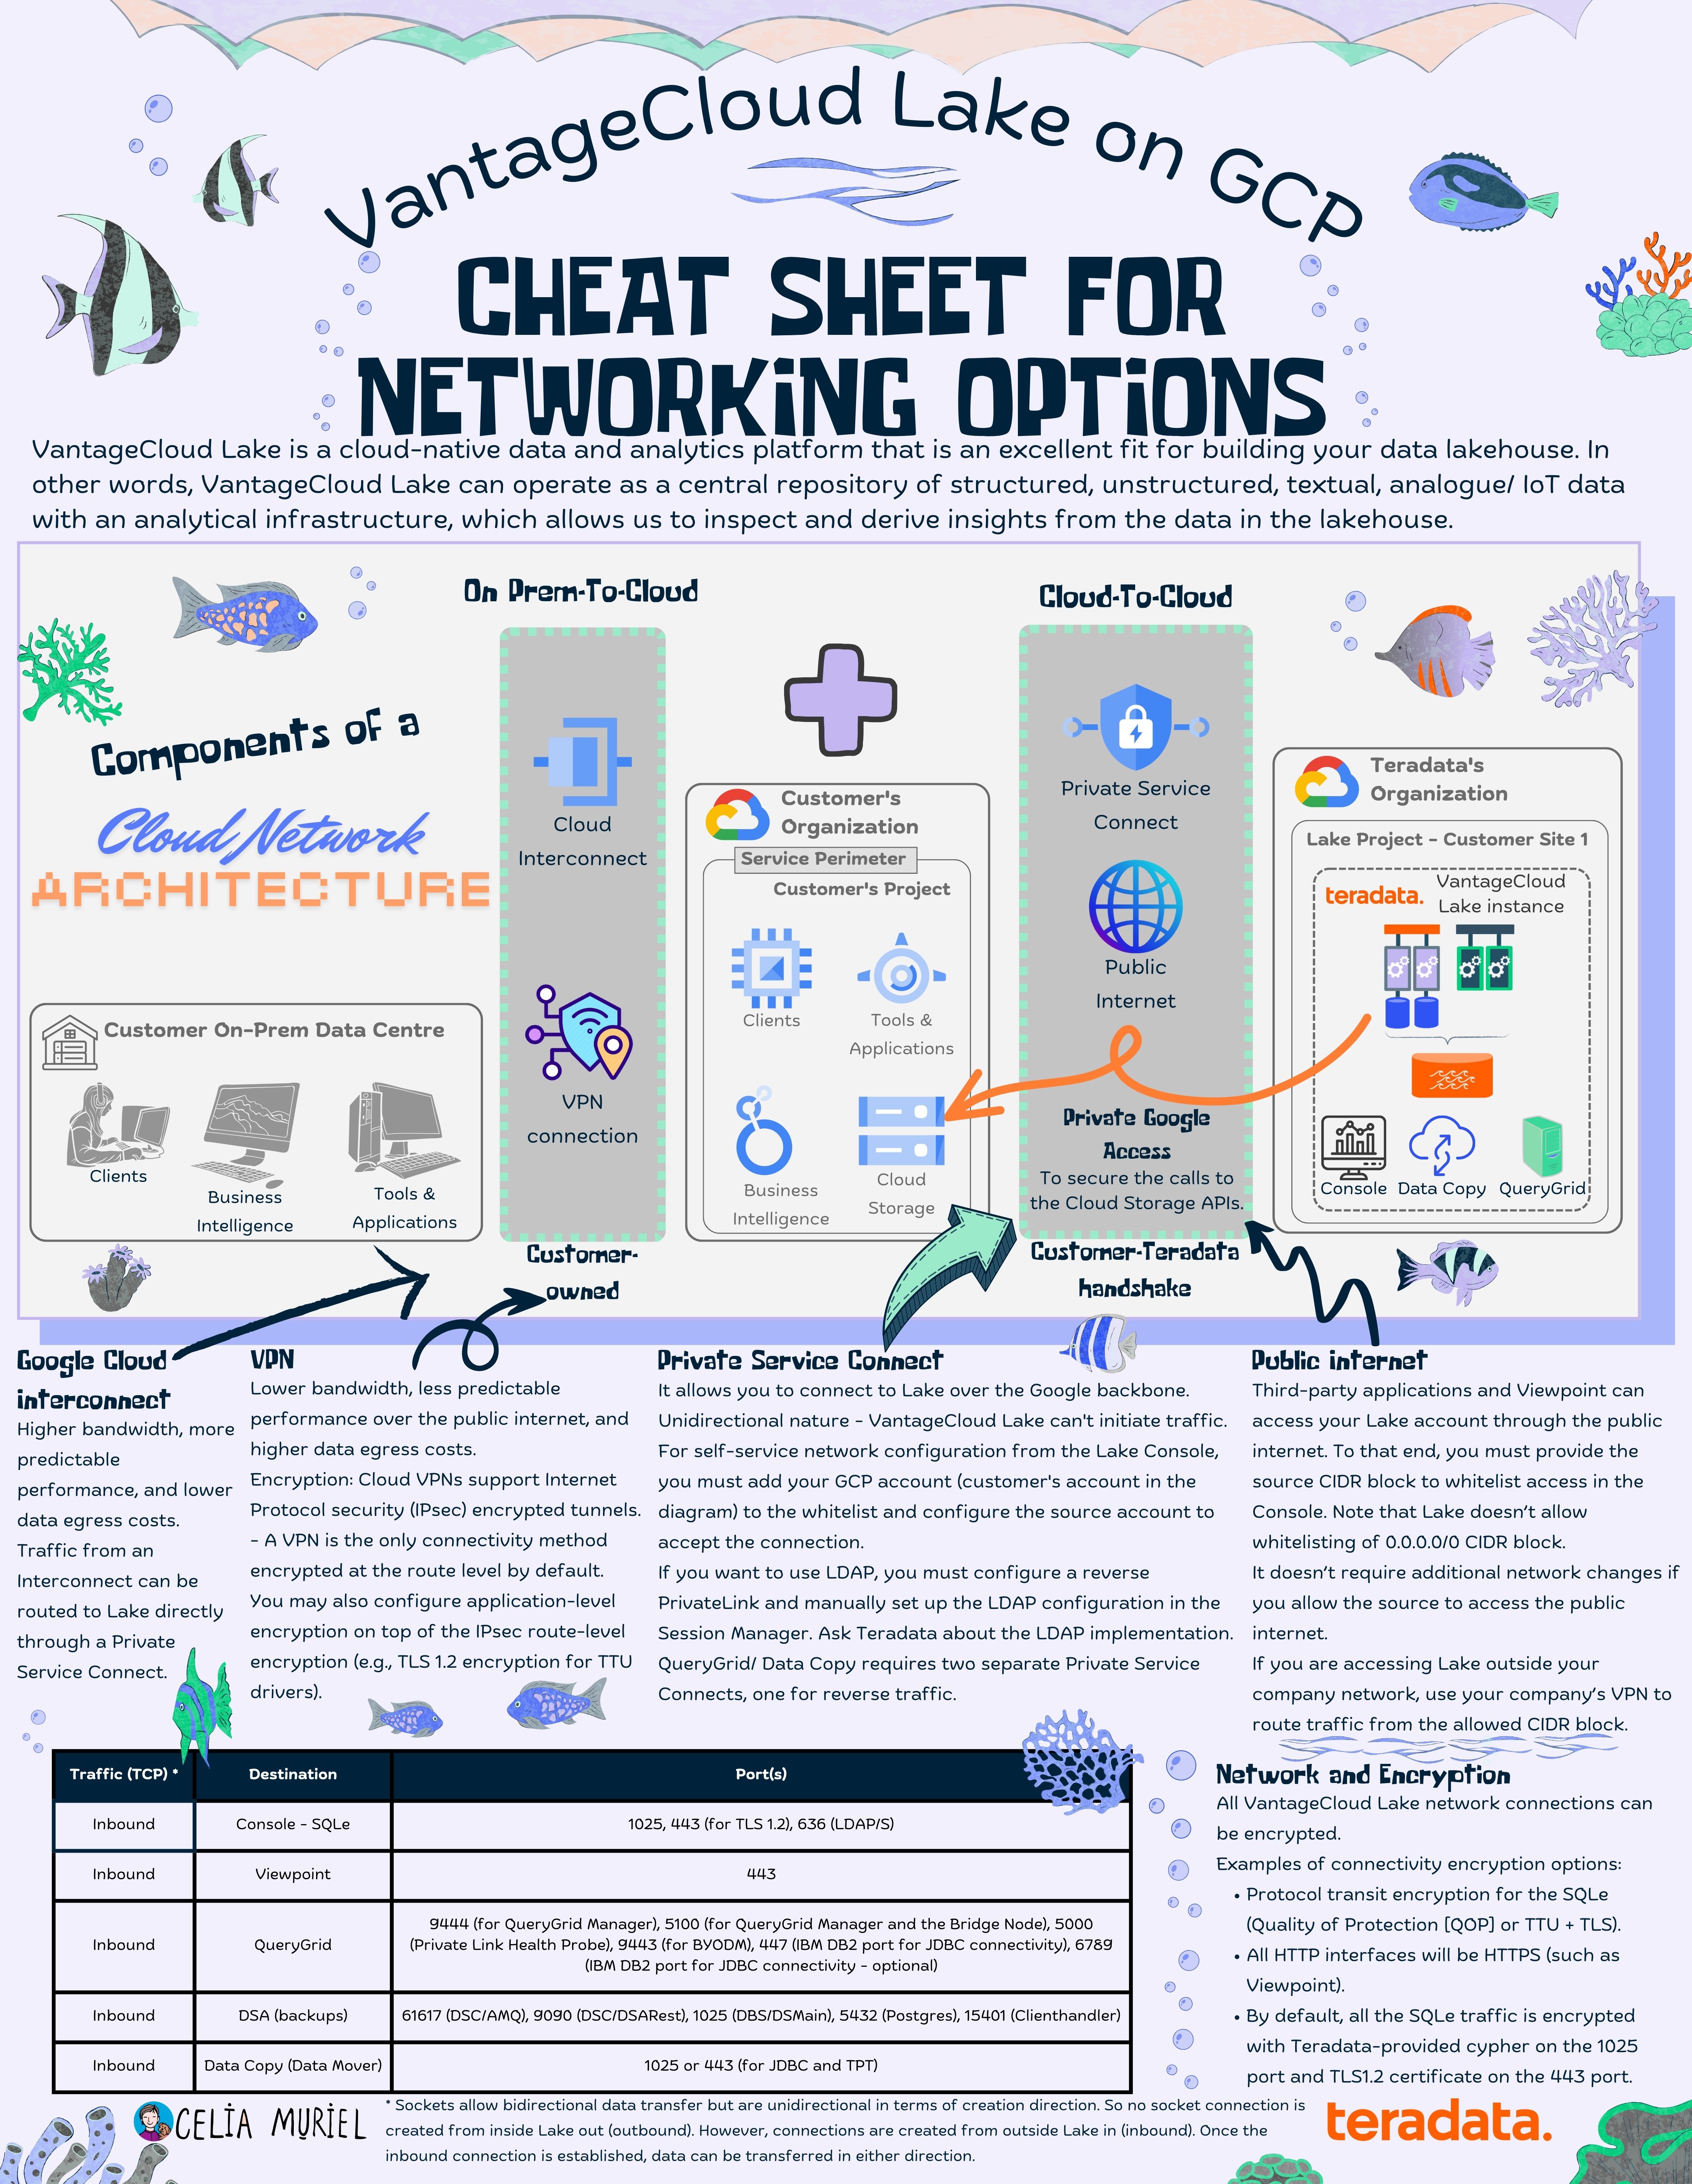 VantageCloud Lake on GCP
CHEAT SHEET FOR
NETWORKING OPTIONS
VantageCloud Lake is a cloud-native data and analytics platform that is an excellent fit for building your data lakehouse. In
other words, VantageCloud Lake can operate as a central repository of structured, unstructured, textual, analogue/ IoT data
with an analytical infrastructure, which allows us to inspect and derive insights from the data in the lakehouse.
Components of a
Cloud Network
ARCHITECTURE
Customer On-Prem Data Centre
Clients
Business
Intelligence
Tools &
Applications
On Prem-To-Cloud
Cloud
Interconnect
VPN
connection
Customer-
owned
Customer's
Organization
Service Perimeter
Customer's Project
Clients
Tools &
Applications
Business
Intelligence
Cloud
Storage
Cloud-To-Cloud
Private Service
Connect
Public
Internet
Private Google
Access
To secure the calls to
the Cloud Storage APIs.
Customer-Teradata
handshake
Teradata's
Organization
Lake Project - Customer Site 1
teradata.
VantageCloud
Lake instance
Console
Data Copy
QueryGrid
Google Cloud
interconnect
Higher bandwidth, more
predictable
performance, and lower
data egress costs.
Traffic from an
Interconnect can be
routed to Lake directly
through a Private
Service Connect.
VPN
Lower bandwidth, less predictable
performance over the public internet, and
higher data egress costs.
Encryption: Cloud VPNs support Internet
Protocol security (IPsec) encrypted tunnels.
- A VPN is the only connectivity method
encrypted at the route level by default.
You may also configure application-level
encryption on top of the IPsec route-level
encryption (e.g., TLS 1.2 encryption for TTU
drivers).
Private Service Connect
It allows you to connect to Lake over the Google backbone.
Unidirectional nature - VantageCloud Lake can't initiate traffic.
For self-service network configuration from the Lake Console,
you must add your GCP account (customer's account in the
diagram) to the whitelist and configure the source account to
accept the connection.
If you want to use LDAP, you must configure a reverse
PrivateLink and manually set up the LDAP configuration in the
Session Manager. Ask Teradata about the LDAP implementation.
QueryGrid/ Data Copy requires two separate Private Service
Connects, one for reverse traffic.
Public internet
Third-party applications and Viewpoint can
access your Lake account through the public
internet. To that end, you must provide the
source CIDR block to whitelist access in the
Console. Note that Lake doesn't allow
whitelisting of 0.0.0.0/0 CIDR block.
It doesn't require additional network changes if
you allow the source to access the public
internet.
If you are accessing Lake outside your
company network, use your company's VPN to
route traffic from the allowed CIDR block.
Traffic (TCP) * Destination Port(s)
Inbound Console - SQLe 1025, 443 (for TLS 1.2), 636 (LDAP/S)
Inbound Viewpoint 443
Inbound QueryGrid 9444 (for QueryGrid Manager), 5100 (for QueryGrid Manager and the Bridge Node), 5000
(Private Link Health Probe), 9443 (for BYODM), 447 (IBM DB2 port for JDBC connectivity), 6789
(IBM DB2 port for JDBC connectivity - optional)
Inbound DSA (backups) 61617 (DSC/AMQ), 9090 (DSC/DSARest), 1025 (DBS/DSMain), 5432 (Postgres), 15401 (Clienthandler)
Inbound Data Copy (Data Mover) 1025 or 443 (for JDBC and TPT)
Network and Encryption
All VantageCloud Lake network connections can
be encrypted.
Examples of connectivity encryption options:
• Protocol transit encryption for the SQLe
(Quality of Protection [QOP] or TTU + TLS).
• All HTTP interfaces will be HTTPS (such as
Viewpoint).
• By default, all the SQLe traffic is encrypted
with Teradata-provided cypher on the 1025
port and TLS1.2 certificate on the 443 port.
CELIA MURIEL
* Sockets allow bidirectional data transfer but are unidirectional in terms of creation direction. So no socket connection is
created from inside Lake out (outbound). However, connections are created from outside Lake in (inbound). Once the
inbound connection is established, data can be transferred in either direction.
teradata.